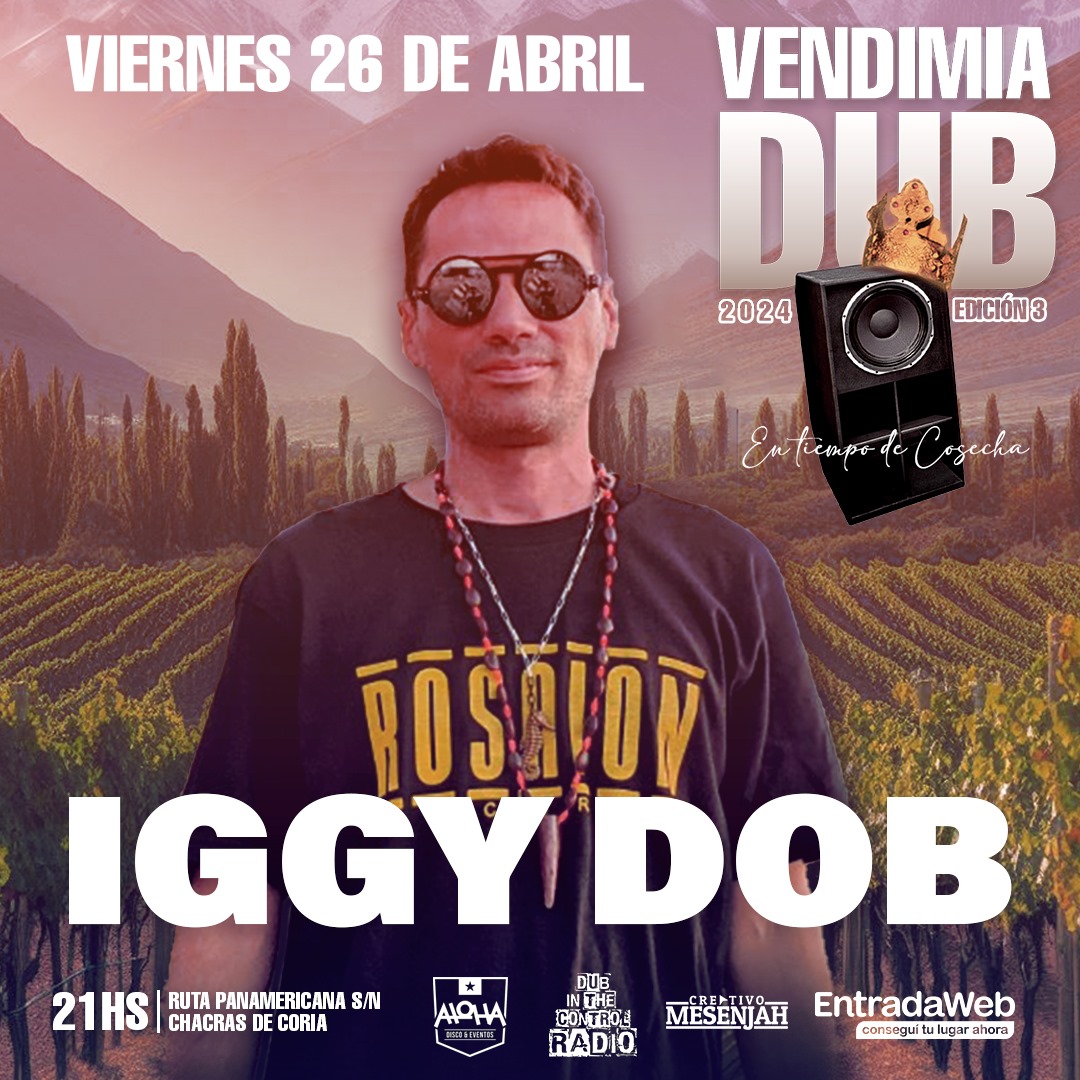 VIERNES 26 DE ABRIL
VENDIMIA
DUB
2024
EDICIÓN 3
En tiempo de Cosecha
ROSALON
IGGY DOB
21HS
RUTA PANAMERICANA S/N
CHACRAS DE CORIA
ALOHA
DISCO & EVENTOS
DUB
IN THE
CONTROL
RADIO
CREATIVO
MESENJAH
EntradaWeb
conseguí tu lugar ahora